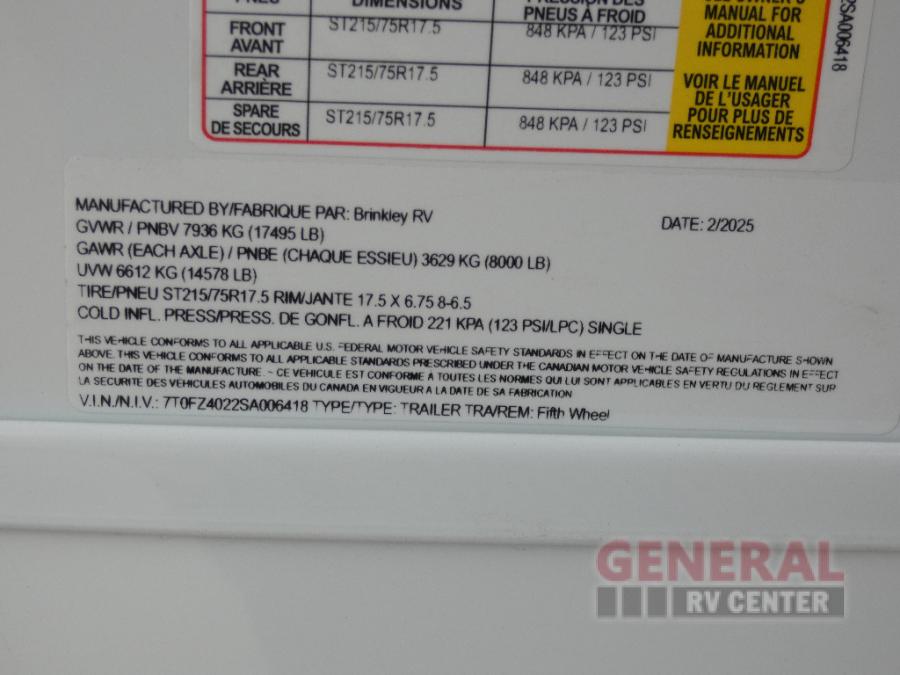 DIMENSIONS
PNEUS À FROID
FRONT
AVANT
ST215/75R17.5
848 KPA / 123 PSI
REAR
ARRIÈRE
ST215/75R17.5
848 KPA / 123 PSI
SPARE
DE SECOURS
ST215/75R17.5
848 KPA / 123 PSI
SEE OWNER'S
MANUAL FOR
ADDITIONAL
INFORMATION
VOIR LE MANUEL
DE L'USAGER
POUR PLUS DE
RENSEIGNEMENTS
2SA006418
MANUFACTURED BY/FABRIQUE PAR: Brinkley RV
DATE: 2/2025
GVWR / PNBV 7936 KG (17495 LB)
GAWR (EACH AXLE) / PNBE (CHAQUE ESSIEU) 3629 KG (8000 LB)
UVW 6612 KG (14578 LB)
TIRE/PNEU ST215/75R17.5 RIM/JANTE 17.5 X 6.75 8-6.5
COLD INFL. PRESS/PRESS. DE GONFL. A FROID 221 KPA (123 PSI/LPC) SINGLE
THIS VEHICLE CONFORMS TO ALL APPLICABLE U.S. FEDERAL MOTOR VEHICLE SAFETY STANDARDS IN EFFECT ON THE DATE OF MANUFACTURE SHOWN
ABOVE. THIS VEHICLE CONFORMS TO ALL APPLICABLE STANDARDS PRESCRIBED UNDER THE CANADIAN MOTOR VEHICLE SAFETY REGULATIONS IN EFFECT
ON THE DATE OF MANUFACTURE. ~ CE VEHICULE EST CONFORME A TOUTES LES NORMES QUI LUI SONT APPLICABLES EN VERTU DU REGLEMENT SUR
LA SECURITE DES VEHICULES AUTOMOBILES DU CANADA EN VIGUEUR A LA DATE DE SA FABRICATION
V.I.N./N.I.V.: 7T0FZ4022SA006418 TYPE/TYPE: TRAILER TRA/REM: Fifth Wheel
GENERAL
RV CENTER